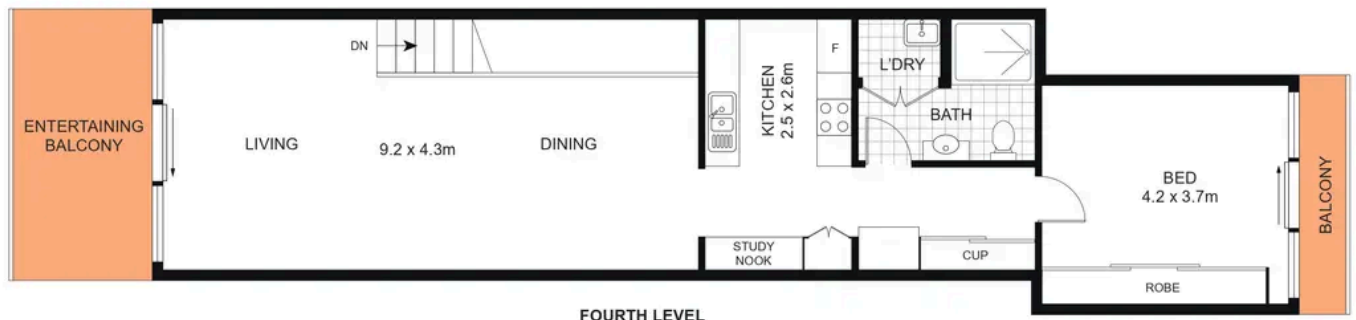 ENTERTAINING
BALCONY
LIVING
9.2 x 4.3m
DN
DINING
KITCHEN
2.5 x 2.6m
F
L'DRY
BATH
STUDY
NOOK
CUP
BED
4.2 x 3.7m
ROBE
BALCONY
FOURTH LEVEL